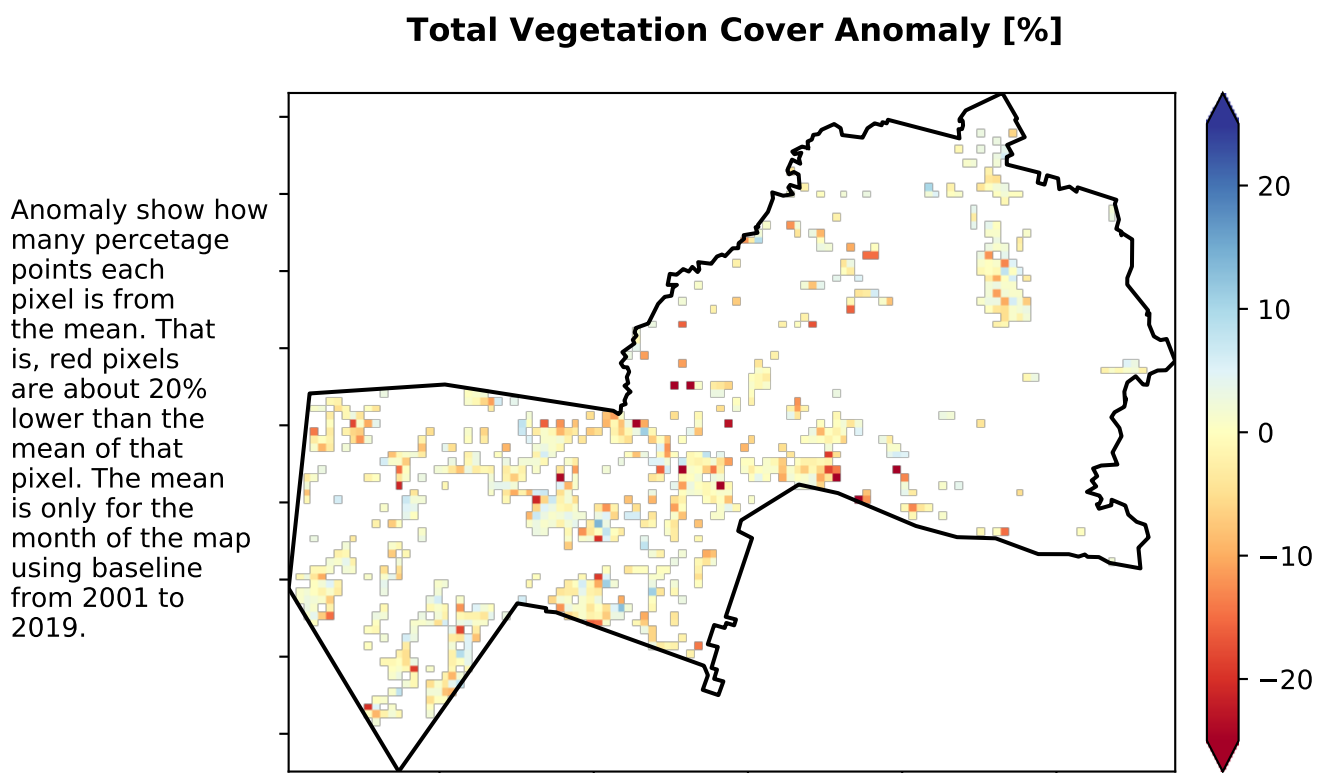 Total Vegetation Cover Anomaly [%]
Anomaly show how
many percetage
points each
pixel is from
the mean. That
is, red pixels
are about 20%
lower than the
mean of that
pixel. The mean
is only for the
month of the map
using baseline
from 2001 to
2019.
20
10
0
−10
−20